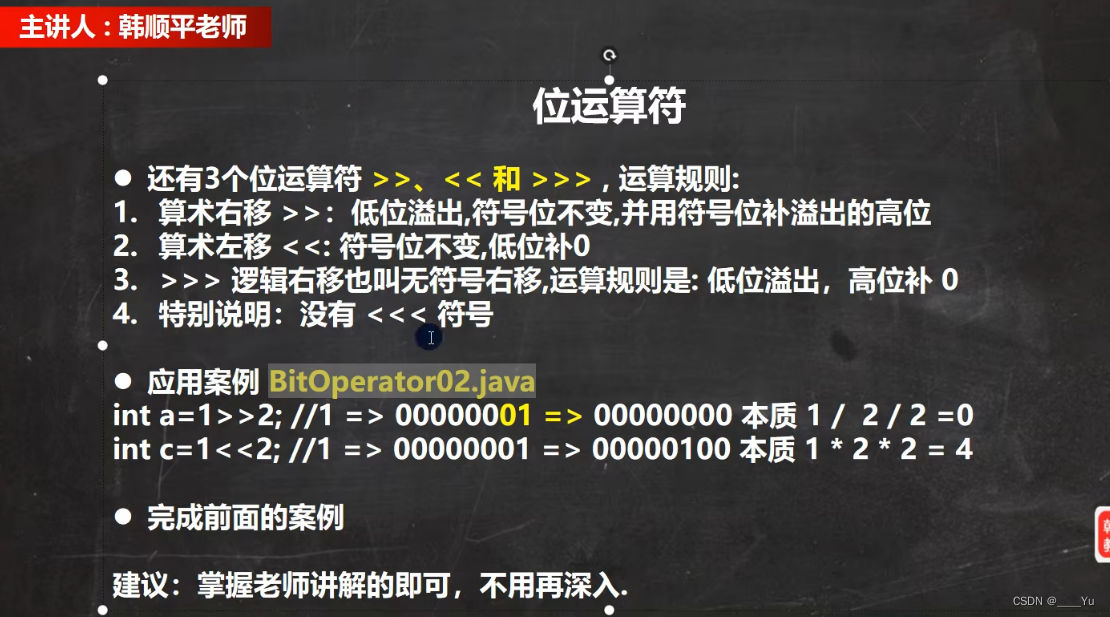 主讲人：韩顺平老师
位运算符
● 还有3个位运算符 >>、<< 和 >>> , 运算规则:
1. 算术右移 >>：低位溢出,符号位不变,并用符号位补溢出的高位
2. 算术左移 <<: 符号位不变,低位补0
3. >>> 逻辑右移也叫无符号右移,运算规则是: 低位溢出，高位补 0
4. 特别说明：没有 <<< 符号
● 应用案例 BitOperator02.java
int a=1>>2; //1 => 00000001 => 00000000 本质 1 / 2 / 2 =0
int c=1<<2; //1 => 00000001 => 00000100 本质 1 * 2 * 2 = 4
● 完成前面的案例
建议：掌握老师讲解的即可，不用再深入.
CSDN @____Yu